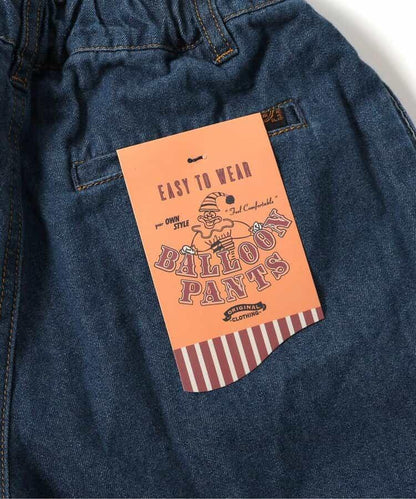 EASY TO WEAR
your OWN STYLE
"Feel Comfortable"
BALLOON
PANTS
ORIGINAL
CLOTHING